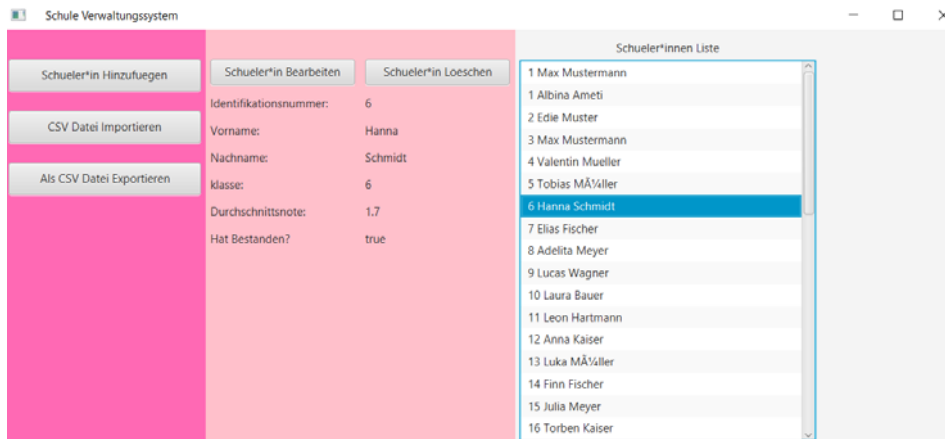 Schule Verwaltungssystem
Schueler*in Hinzufuegen
CSV Datei Importieren
Als CSV Datei Exportieren
Schueler*in Bearbeiten Schueler*in Loeschen
Identifikationsnummer: 6
Vorname: Hanna
Nachname: Schmidt
klasse: 6
Durchschnittsnote: 1.7
Hat Bestanden? true
Schueler*innen Liste
1 Max Mustermann
1 Albina Ameti
2 Edie Muster
3 Max Mustermann
4 Valentin Mueller
5 Tobias MÃ¼ller
6 Hanna Schmidt
7 Elias Fischer
8 Adelita Meyer
9 Lucas Wagner
10 Laura Bauer
11 Leon Hartmann
12 Anna Kaiser
13 Luka MÃ¼ller
14 Finn Fischer
15 Julia Meyer
16 Torben Kaiser